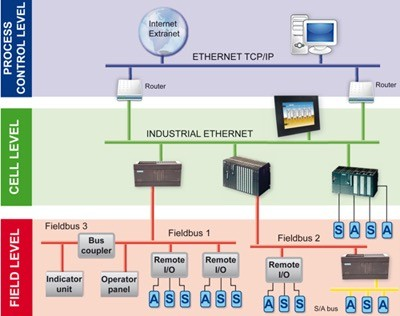 PROCESS
CONTROL LEVEL
Internet
Extranet
ETHERNET TCP/IP
Router
Router
CELL LEVEL
INDUSTRIAL ETHERNET
S A S A
FIELD LEVEL
Fieldbus 3
Bus
coupler
Fieldbus 1
Fieldbus 2
Remote
I/O
Remote
I/O
Remote
I/O
Indicator
unit
Operator
panel
A S S
A S S
A S S
S/A bus
A S A